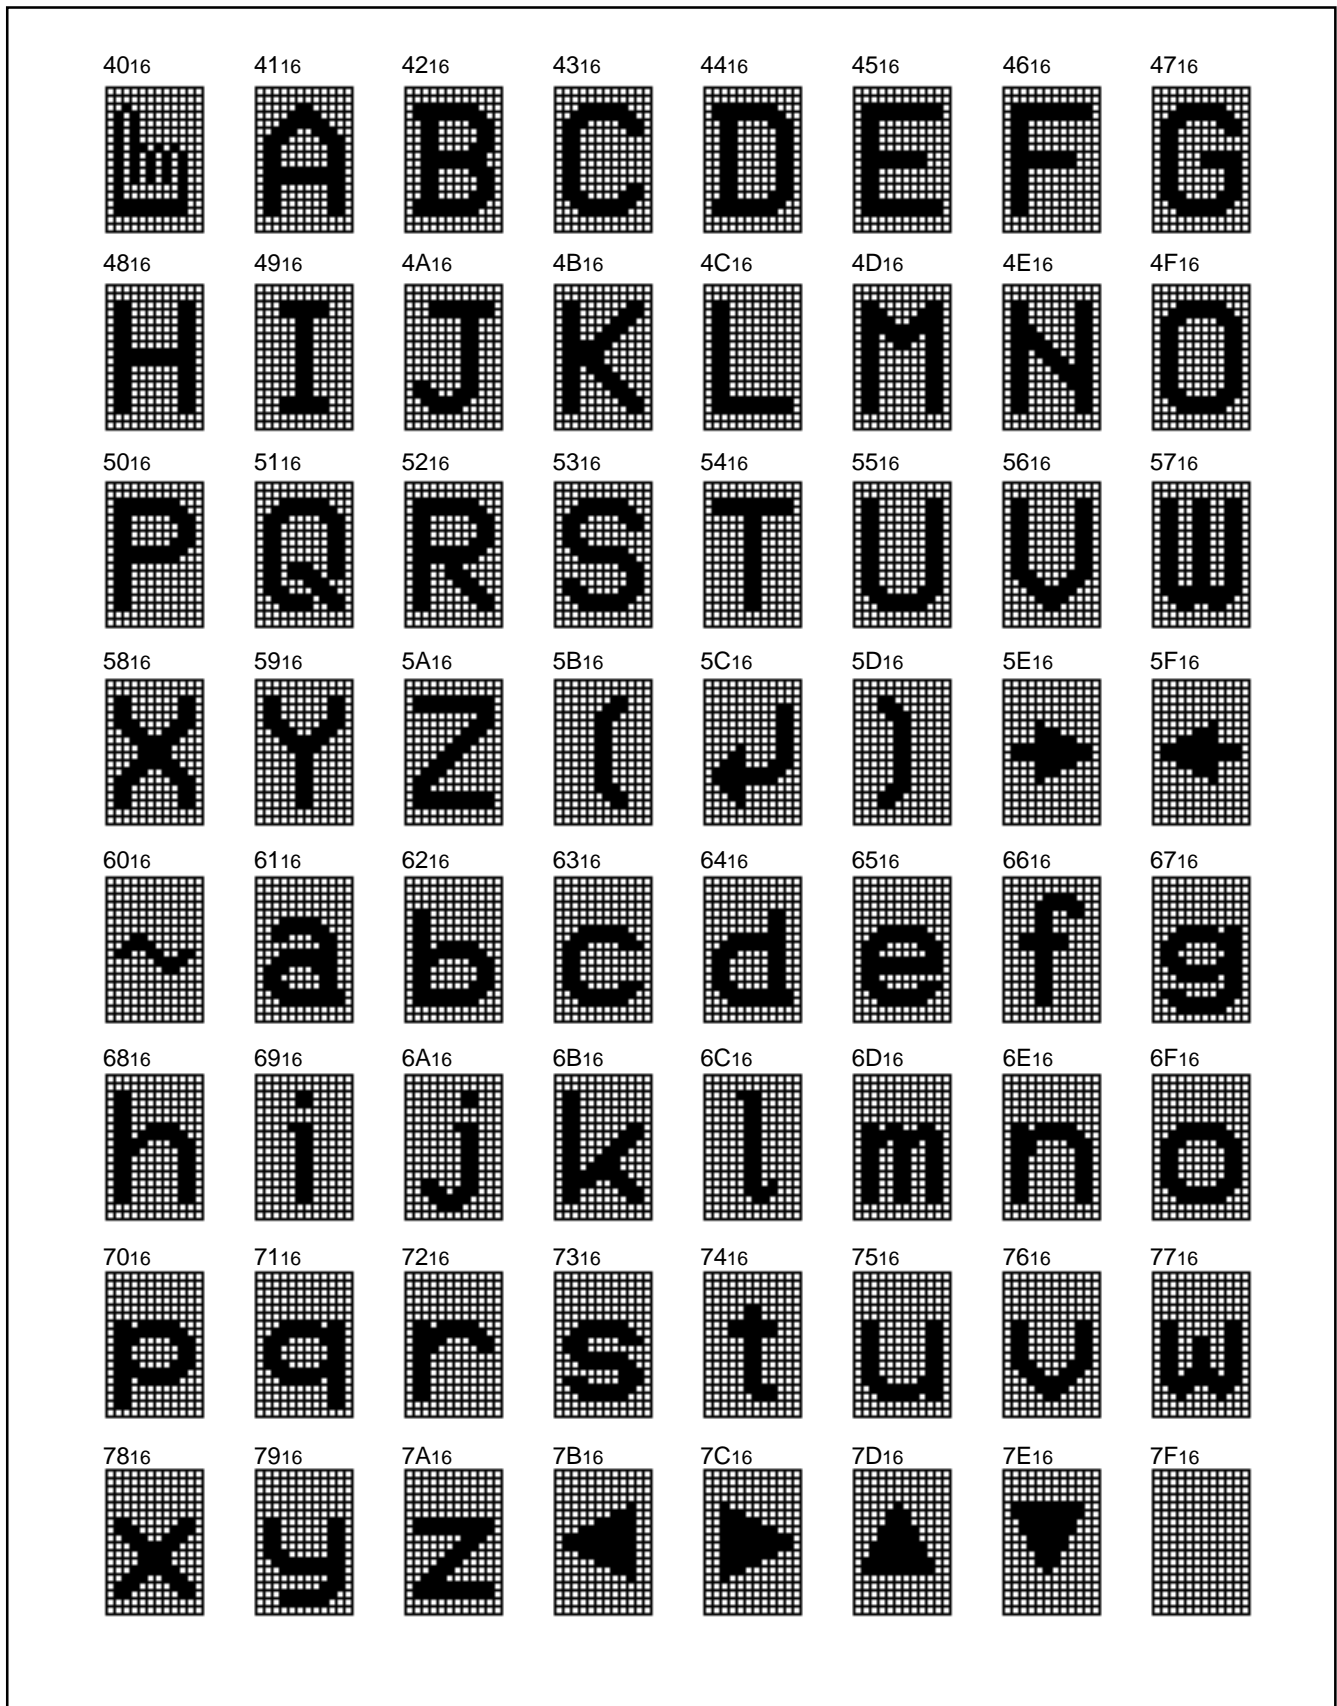 4016 4116 4216 4316 4416 4516 4616 4716
A B C D E F G
4816 4916 4A16 4B16 4C16 4D16 4E16 4F16
H I J K L M N O
5016 5116 5216 5316 5416 5516 5616 5716
P Q R S T U V W
5816 5916 5A16 5B16 5C16 5D16 5E16 5F16
X Y Z ( )
6016 6116 6216 6316 6416 6516 6616 6716
~ a b c d e f g
6816 6916 6A16 6B16 6C16 6D16 6E16 6F16
h i j k l m n o
7016 7116 7216 7316 7416 7516 7616 7716
p q r s t u v w
7816 7916 7A16 7B16 7C16 7D16 7E16 7F16
x y z